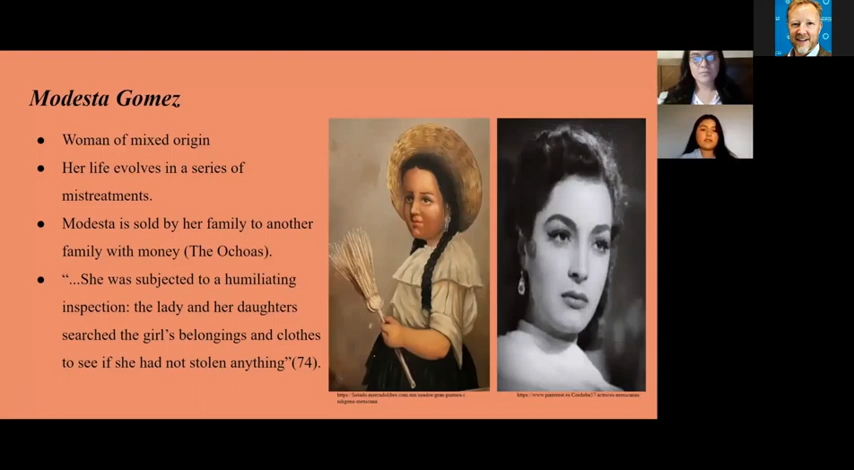 Modesta Gomez
● Woman of mixed origin
● Her life evolves in a series of
mistreatments.
● Modesta is sold by her family to another
family with money (The Ochoas).
● “...She was subjected to a humiliating
inspection: the lady and her daughters
searched the girl’s belongings and clothes
to see if she had not stolen anything”(74).